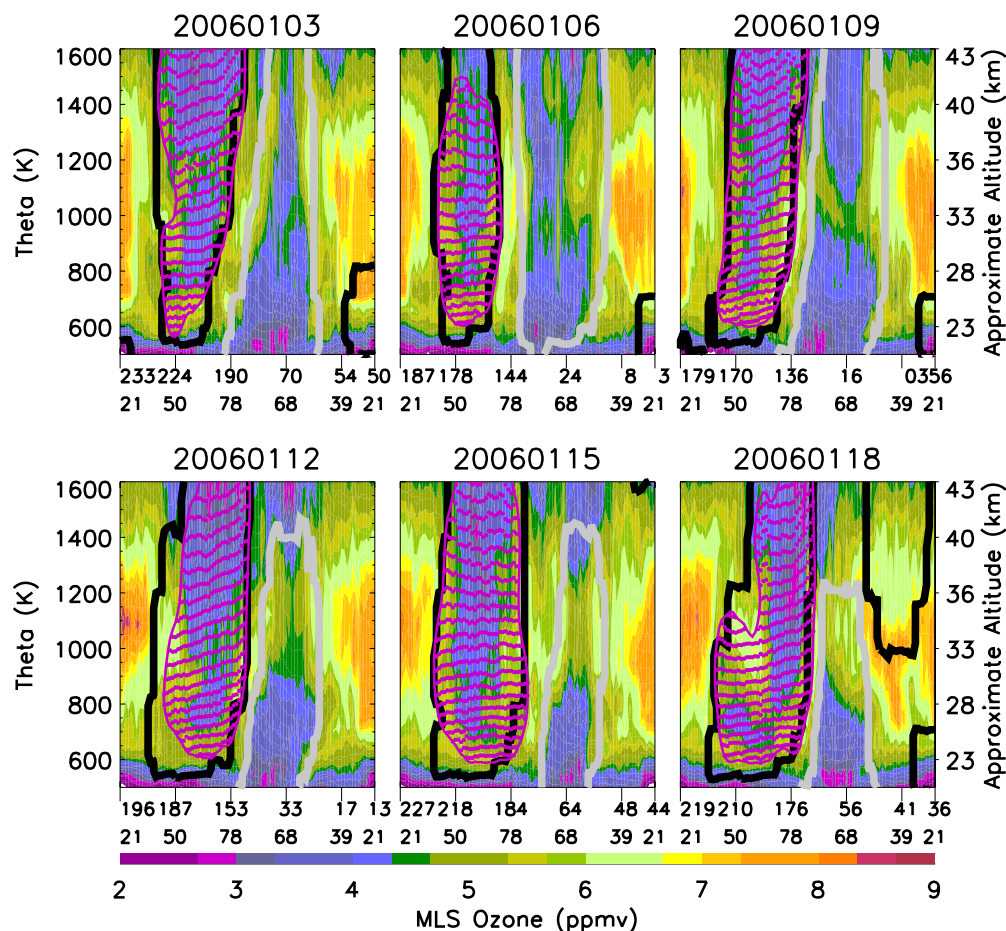 20060103 20060106 20060109
1600 43
1400 40
1200 36
Theta (K) Approximate Altitude (km)
1000 33
800 28
600 23
233 224 190 70 54 50 187 178 144 24 8 3 179 170 136 16 0 356
21 50 78 68 39 21 21 50 78 68 39 21 21 50 78 68 39 21
20060112 20060115 20060118
1600 43
1400 40
1200 36
Theta (K) Approximate Altitude (km)
1000 33
800 28
600 23
196 187 153 33 17 13 227 218 184 64 48 44 219 210 176 56 41 36
21 50 78 68 39 21 21 50 78 68 39 21 21 50 78 68 39 21
2 3 4 5 6 7 8 9
MLS Ozone (ppmv)